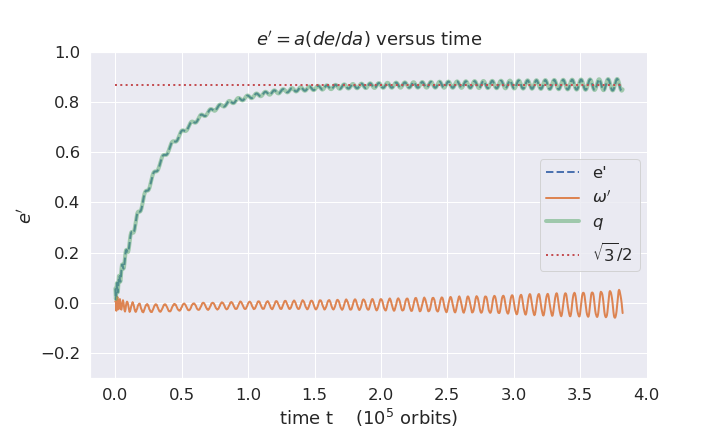 e′ = a(de/da) versus time
1.0
0.8
0.6
0.4
0.2
0.0
−0.2
e′
e'
ω′
q
√3/2
0.0 0.5 1.0 1.5 2.0 2.5 3.0 3.5 4.0
time t (10⁵ orbits)